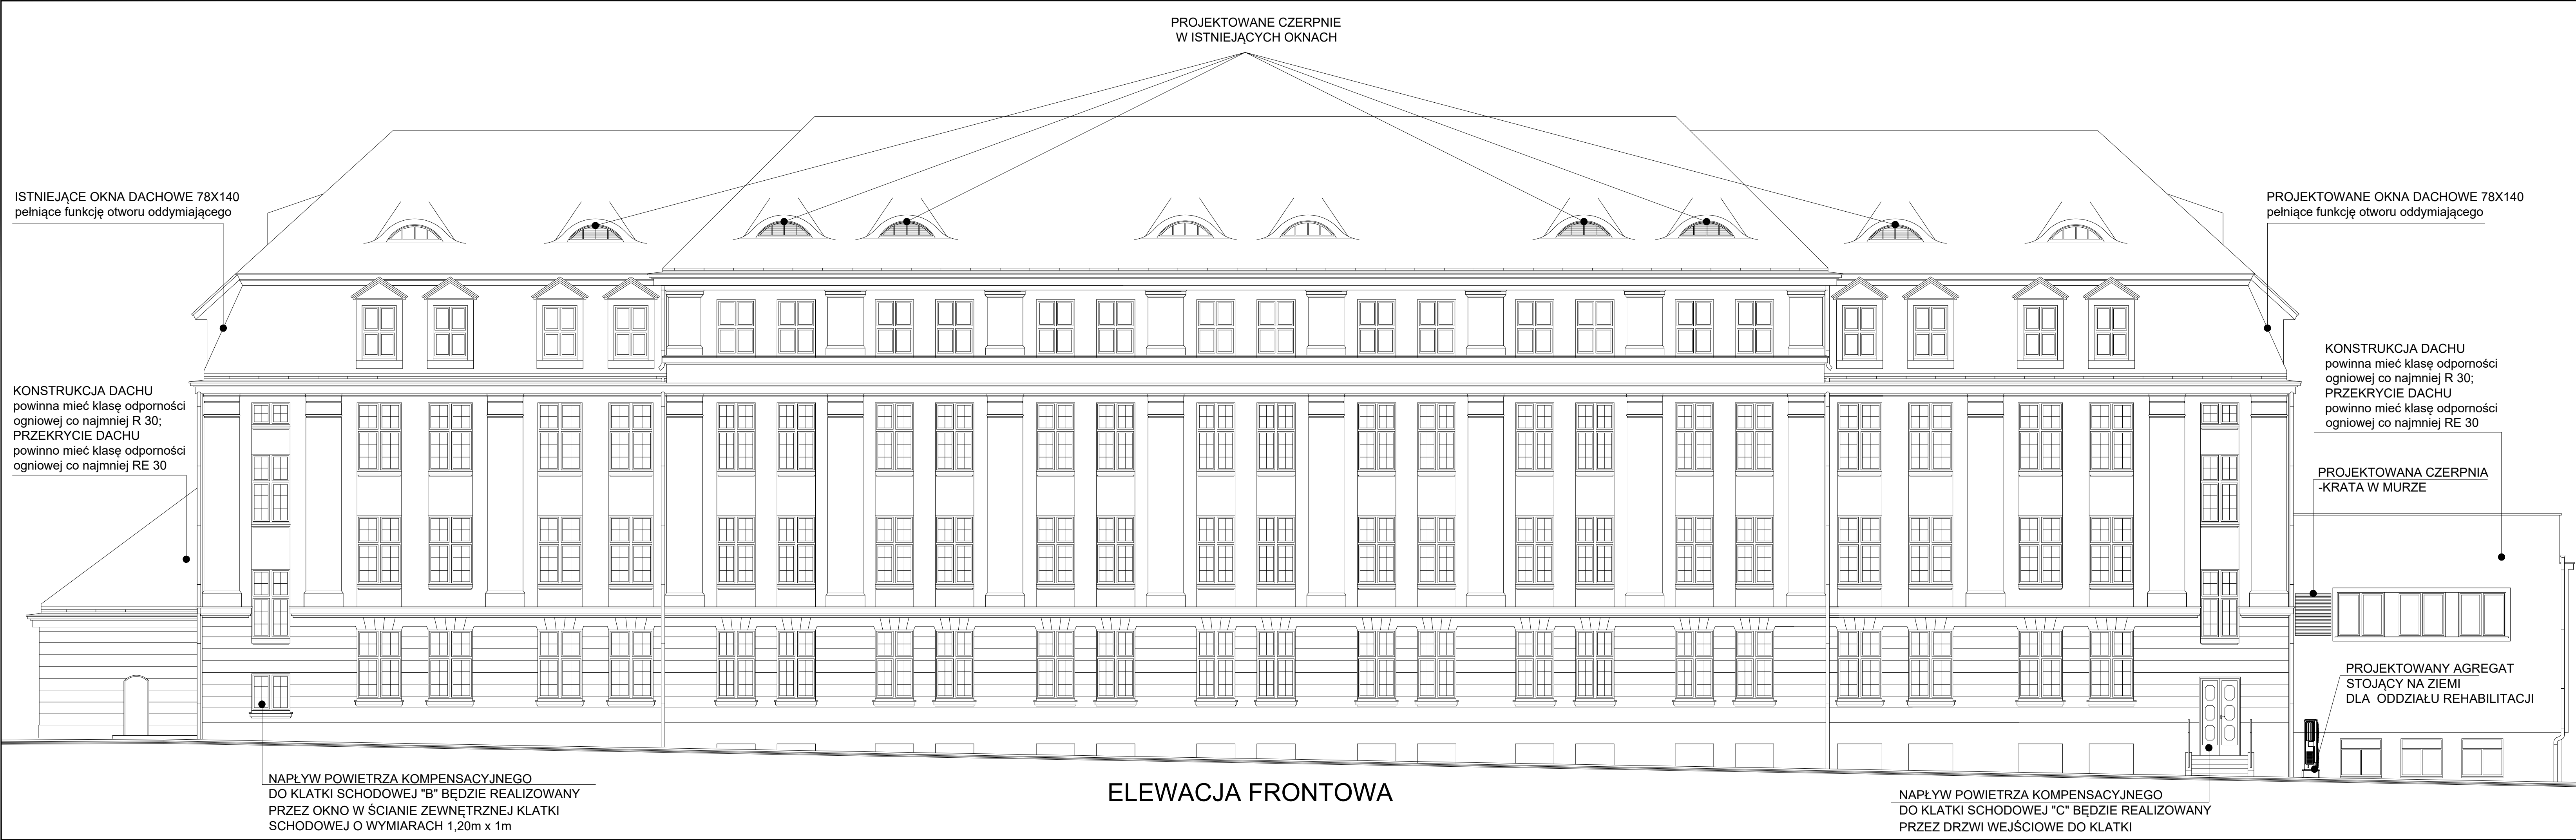 PROJEKTOWANE CZERPNIE
W ISTNIEJĄCYCH OKNACH
ISTNIEJĄCE OKNA DACHOWE 78X140
pełniące funkcję otworu oddymiającego
PROJEKTOWANE OKNA DACHOWE 78X140
pełniące funkcję otworu oddymiającego
KONSTRUKCJA DACHU
powinna mieć klasę odporności
ogniowej co najmniej R 30;
PRZEKRYCIE DACHU
powinno mieć klasę odporności
ogniowej co najmniej RE 30
KONSTRUKCJA DACHU
powinna mieć klasę odporności
ogniowej co najmniej R 30;
PRZEKRYCIE DACHU
powinno mieć klasę odporności
ogniowej co najmniej RE 30
PROJEKTOWANA CZERPNIA
-KRATA W MURZE
PROJEKTOWANY AGREGAT
STOJĄCY NA ZIEMI
DLA ODDZIAŁU REHABILITACJI
NAPŁYW POWIETRZA KOMPENSACYJNEGO
DO KLATKI SCHODOWEJ "B" BĘDZIE REALIZOWANY
PRZEZ OKNO W ŚCIANIE ZEWNĘTRZNEJ KLATKI
SCHODOWEJ O WYMIARACH 1,20m x 1m
ELEWACJA FRONTOWA
NAPŁYW POWIETRZA KOMPENSACYJNEGO
DO KLATKI SCHODOWEJ "C" BĘDZIE REALIZOWANY
PRZEZ DRZWI WEJŚCIOWE DO KLATKI